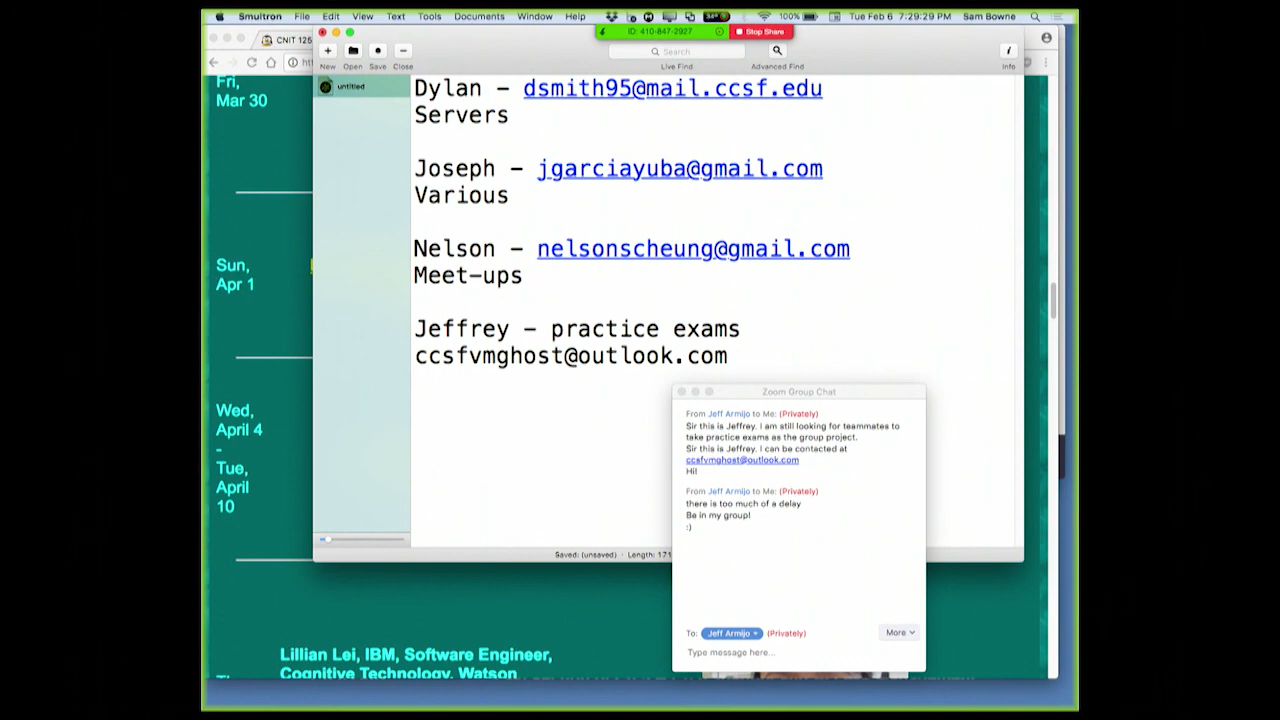 Smultron File Edit View Text Tools Documents Window Help
100% Tue Feb 6 7:29:29 PM Sam Bowne
ID: 410-847-2927 Stop Share
CNIT 125
New Open Save Close
Search
Live Find
Advanced Find
Info
untitled
Fri,
Mar 30
Sun,
Apr 1
Wed,
April 4
-
Tue,
April
10
Dylan - dsmith95@mail.ccsf.edu
Servers
Joseph - jgarciayuba@gmail.com
Various
Nelson - nelsonscheung@gmail.com
Meet-ups
Jeffrey - practice exams
ccsfvmghost@outlook.com
Saved: (unsaved) · Length: 171
Zoom Group Chat
From Jeff Armijo to Me: (Privately)
Sir this is Jeffrey. I am still looking for teammates to
take practice exams as the group project.
Sir this is Jeffrey. I can be contacted at
ccsfvmghost@outlook.com
Hi!
From Jeff Armijo to Me: (Privately)
there is too much of a delay
Be in my group!
:)
To: Jeff Armijo (Privately)
More
Type message here...
Lillian Lei, IBM, Software Engineer,
Cognitive Technology, Watson